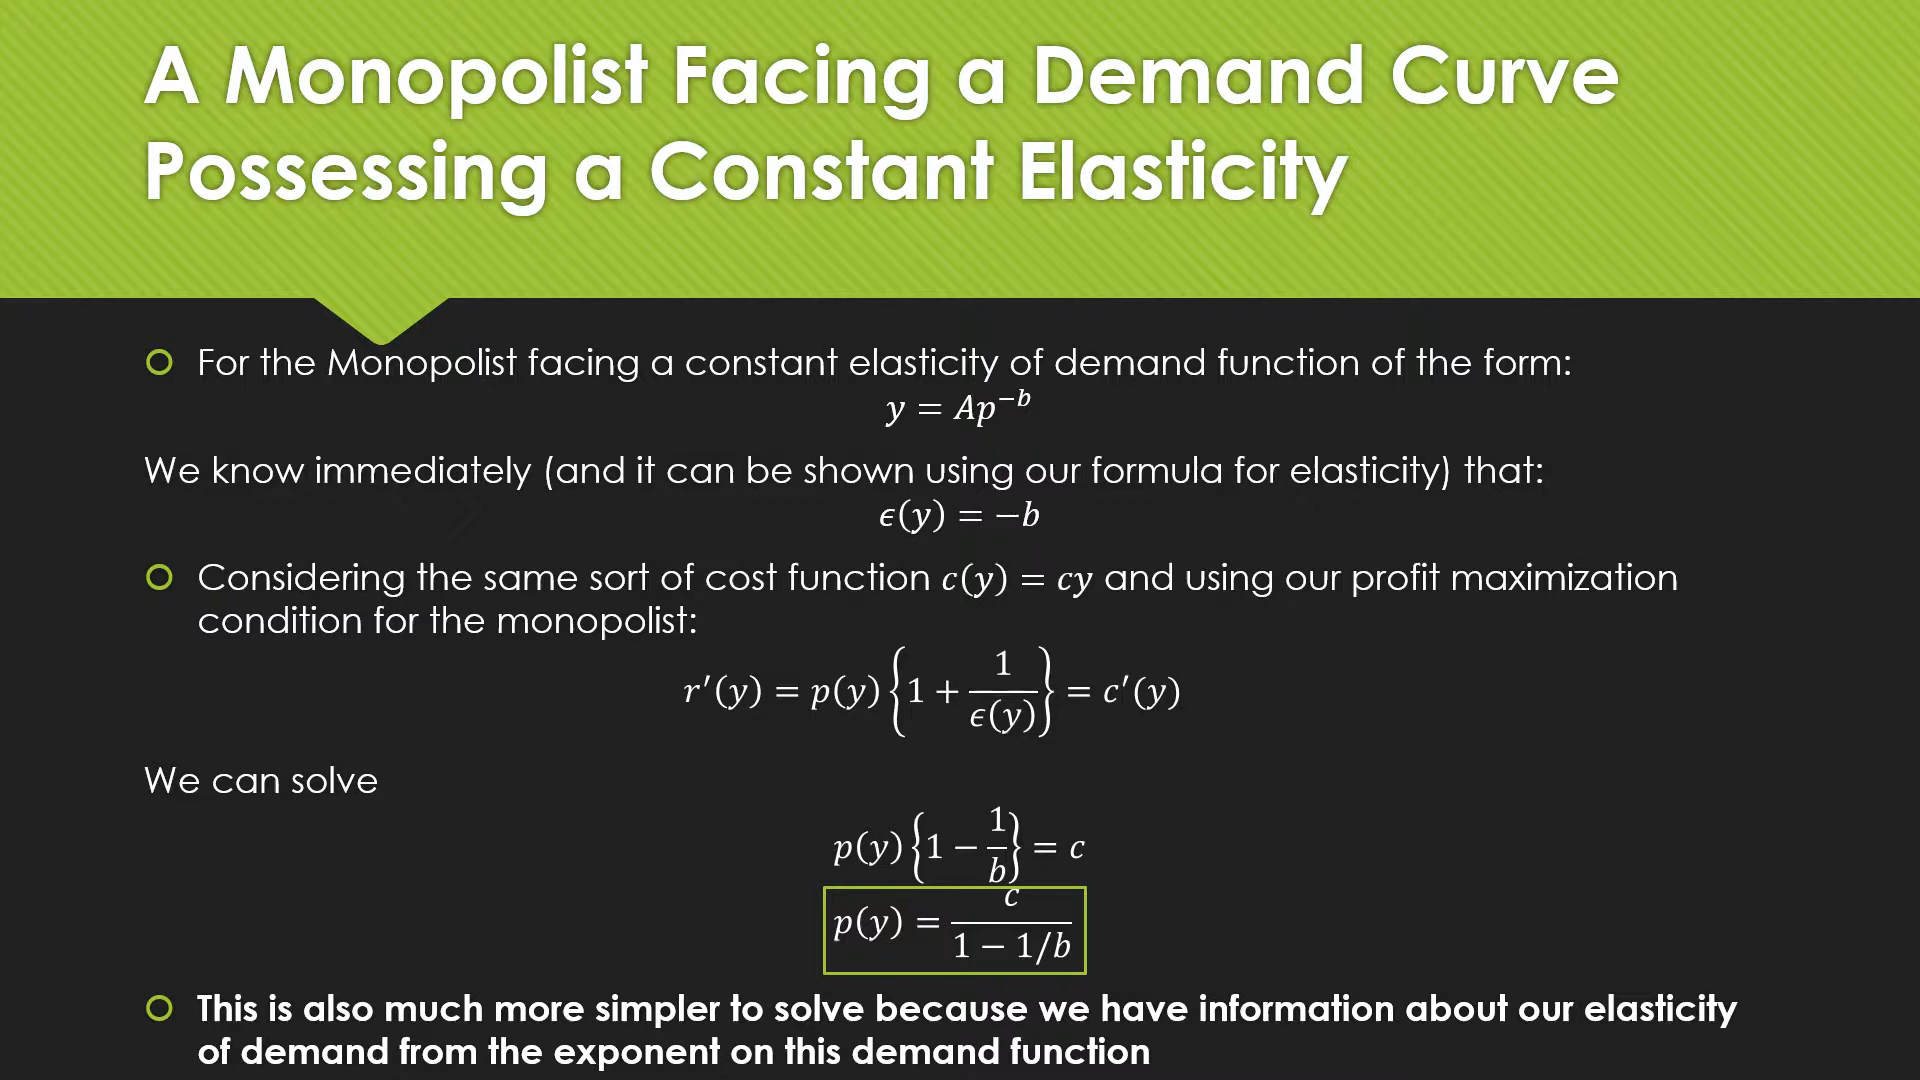 A Monopolist Facing a Demand Curve
Possessing a Constant Elasticity
For the Monopolist facing a constant elasticity of demand function of the form:
𝑦 = 𝐴𝑝⁻ᵇ
We know immediately (and it can be shown using our formula for elasticity) that:
𝜖(𝑦) = −𝑏
Considering the same sort of cost function 𝑐(𝑦) = 𝑐𝑦 and using our profit maximization
condition for the monopolist:
𝑟′(𝑦) = 𝑝(𝑦) {1 + 1/𝜖(𝑦)} = 𝑐′(𝑦)
We can solve
𝑝(𝑦) {1 − 1/𝑏} = 𝑐
𝑝(𝑦) = 𝑐/(1 − 1/𝑏)
This is also much more simpler to solve because we have information about our elasticity
of demand from the exponent on this demand function